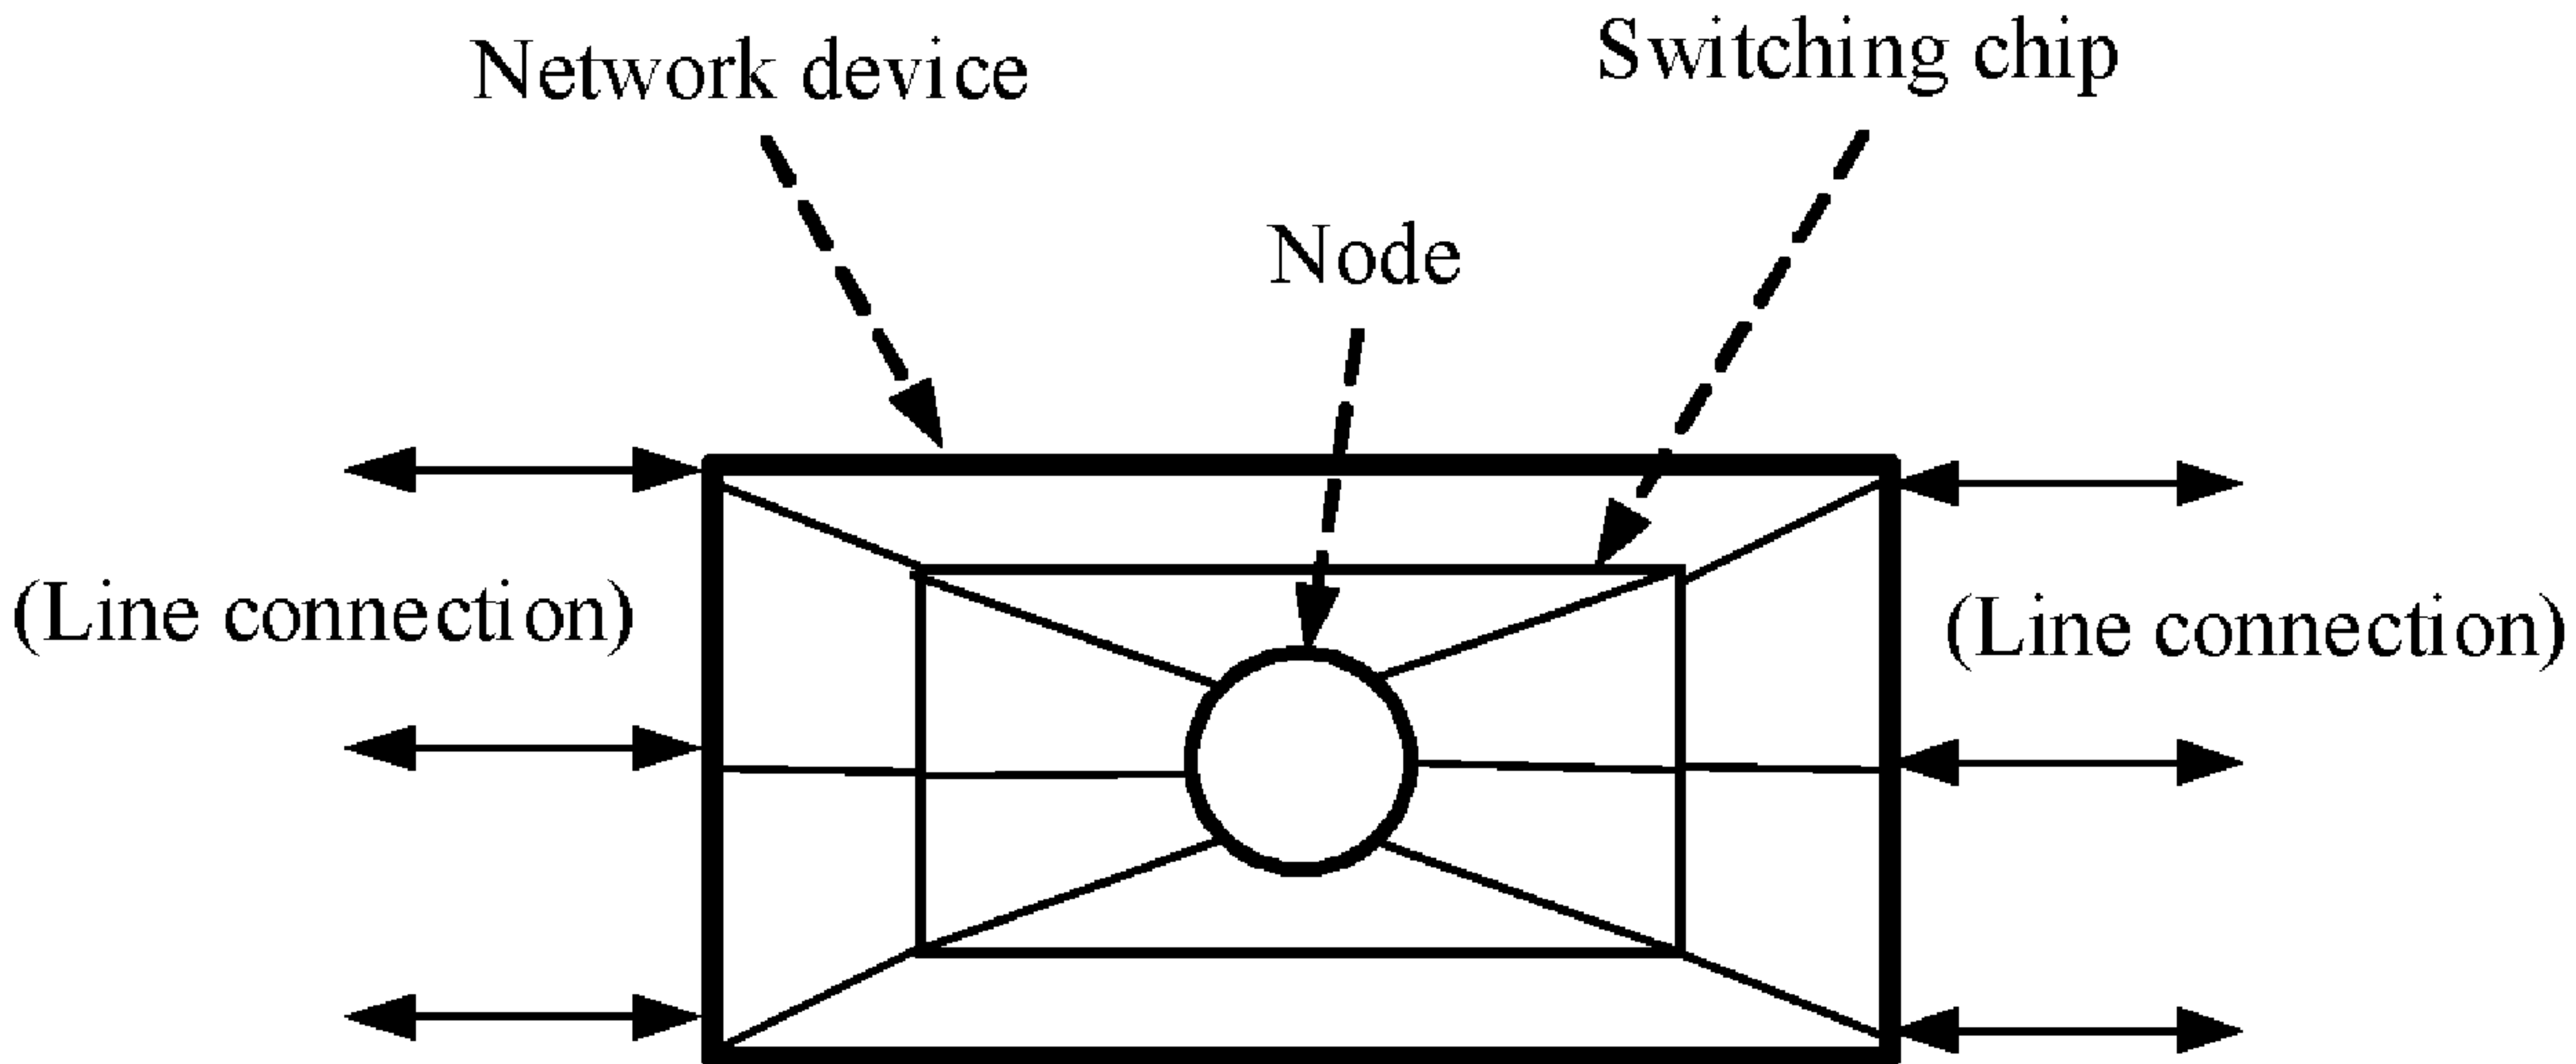 Network device
Switching chip
Node
(Line connection)
(Line connection)